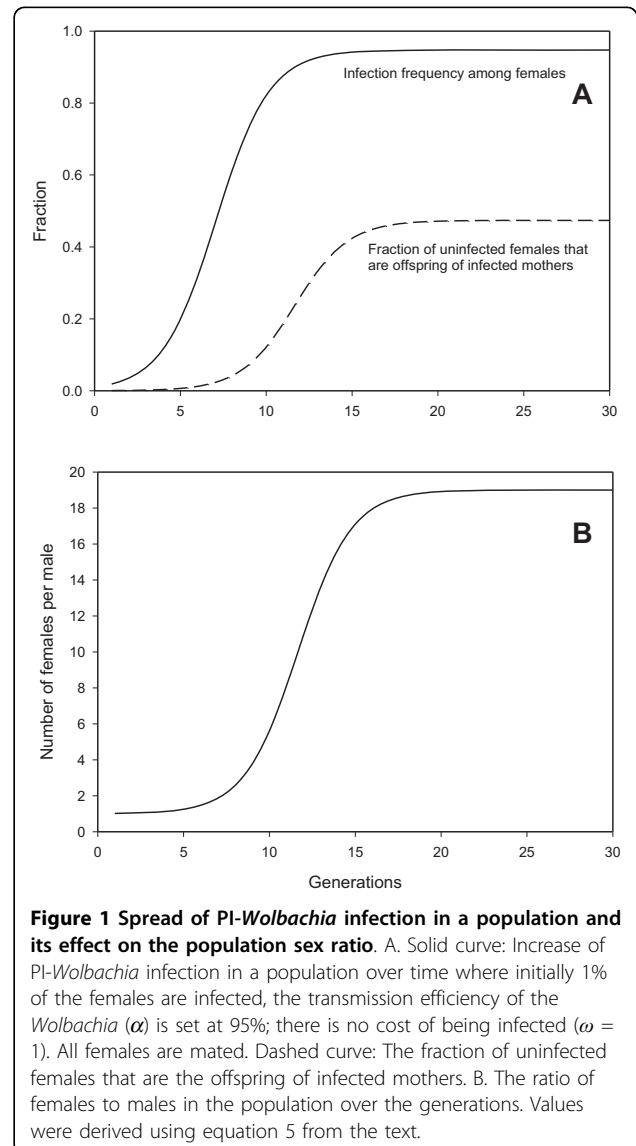 1.0
0.8
0.6
0.4
0.2
0.0
Fraction
Infection frequency among females
A
Fraction of uninfected females that
are offspring of infected mothers
0 5 10 15 20 25 30
20
18
16
14
12
10
8
6
4
2
0
Number of females per male
B
0 5 10 15 20 25 30
Generations
Figure 1 Spread of PI-Wolbachia infection in a population and
its effect on the population sex ratio. A. Solid curve: Increase of
PI-Wolbachia infection in a population over time where initially 1%
of the females are infected, the transmission efficiency of the
Wolbachia (α) is set at 95%; there is no cost of being infected (ω =
1). All females are mated. Dashed curve: The fraction of uninfected
females that are the offspring of infected mothers. B. The ratio of
females to males in the population over the generations. Values
were derived using equation 5 from the text.